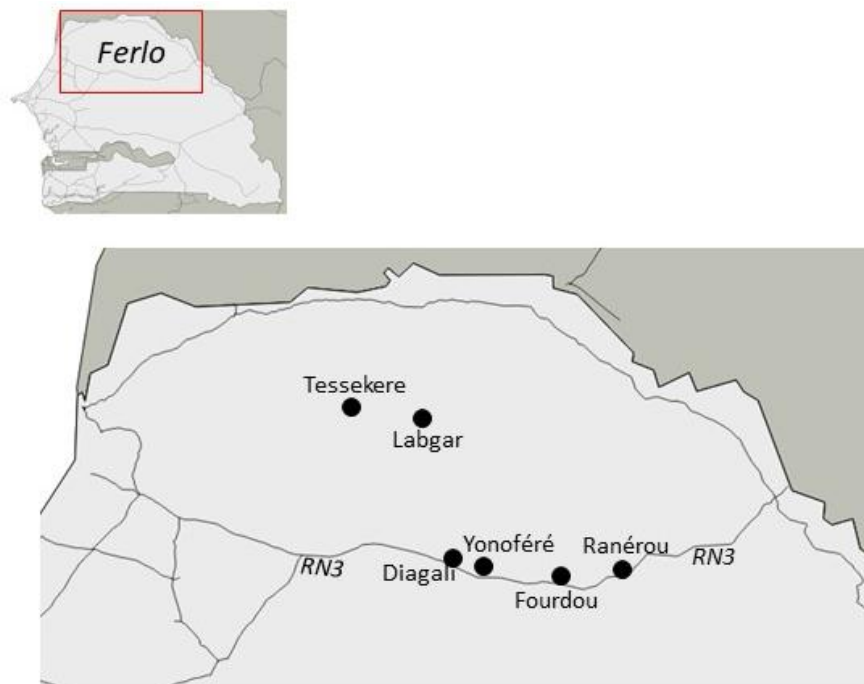 Ferlo
Tessekere
Labgar
Yonoféré
Ranérou
RN3
Diagali
RN3
Fourdou